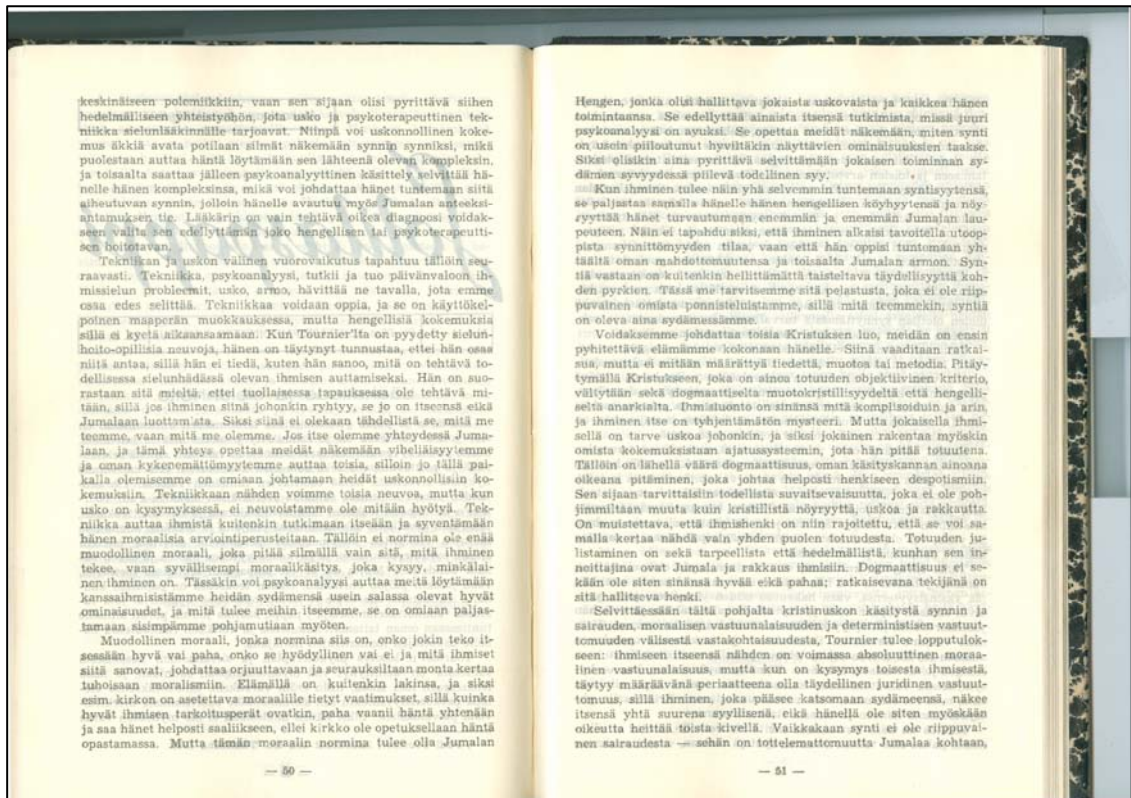 keskinäiseen polemiikkiin, vaan sen sijaan olisi pyrittävä siihen
hedelmälliseen yhteistyöhön, jota usko ja psykoterapeuttinen tek-
niikka sielunlääkinnälle tarjoavat. Niinpä voi uskonnollinen koke-
mus äkkiä avata potilaan silmät näkemään synnin synniksi, mikä
puolestaan auttaa häntä löytämään sen lähteenä olevan kompleksin,
ja toisaalta saattaa jälleen psykoanalyyttinen käsittely selvittää hä-
nelle hänen kompleksinsa, mikä voi johdattaa hänet tuntemaan siitä
aiheutuvan synnin, jolloin hänelle avautuu myös Jumalan anteeksi-
antamuksen tie. Lääkärin on vain tehtävä oikea diagnoosi voidak-
seen valita sen edellyttämän joko hengellisen tai psykoterapeutti-
sen hoitotavan.
Tekniikan ja uskon välinen vuorovaikutus tapahtuu tällöin seu-
raavasti. Tekniikka, psykoanalyysi, tutkii ja tuo päivänvaloon ih-
missielun probleemit, usko, armo, hävittää ne tavalla, jota emme
osaa edes selittää. Tekniikkaa voidaan oppia, ja se on käyttökel-
poinen maaperän muokkauksessa, mutta hengellisiä kokemuksia
sillä ei kyetä aikaansaamaan. Kun Tournier'lta on pyydetty sielun-
hoito-opillisia neuvoja, hänen on täytynyt tunnustaa, ettei hän osaa
niitä antaa, sillä hän ei tiedä, kuten hän sanoo, mitä on tehtävä to-
dellisessa sielunhädässä olevan ihmisen auttamiseksi. Hän on suo-
rastaan sitä mieltä, että tuollaisessa tapauksessa ole tehtävä mi-
tään, sillä jos ihminen siinä johonkin ryhtyy, se jo on itseensä eikä
Jumalaan luottamista. Siksi siinä ei olekaan tähdellistä se, mitä me
teemme, vaan mitä me olemme. Jos itse olemme yhteydessä Juma-
laan, ja tämä yhteys opettaa meidät näkemään viheliäisyytemme
ja oman kykenemättömyytemme auttaa toisia, silloin jo tällä pai-
kalla olemisemme on omiaan johtamaan heidät uskonnollisiin ko-
kemuksiin. Tekniikkaan nähden voimme toisia neuvoa, mutta kun
usko on kysymyksessä, ei neuvoistamme ole mitään hyötyä. Tek-
niikka auttaa ihmistä kuitenkin tutkimaan itseään ja syventämään
hänen moraalisia arviointiperusteitaan. Tällöin ei normina ole enää
muodollinen moraali, joka pitää silmällä vain sitä, mitä ihminen
tekee, vaan syvällisempi moraalikäsitys, joka kysyy, minkälai-
nen ihminen on. Tässäkin voi psykoanalyysi auttaa meitä löytämään
kanssaihmisistämme heidän sydämensä usein salassa olevat hyvät
ominaisuudet, ja mitä tulee meihin itseemme, se on omiaan paljas-
tamaan sisimpämme pohjamutiaan myöten.
Muodollinen moraali, jonka normina siis on, onko jokin teko it-
sessään hyvä vai paha, onko se hyödyllinen vai ei ja mitä ihmiset
siitä sanovat, johdattaa orjuuttavaan ja seurauksiltaan monta kertaa
tuhoisaan moralismiin. Elämällä on kuitenkin lakinsa, ja siksi
esim. kirkon on asetettava moraalille tietyt vaatimukset, sillä kuinka
hyvät ihmisen tarkoitusperät ovatkin, paha vaanii häntä yhtenään
ja saa hänet helposti saaliikseen, ellei kirkko ole opetuksellaan häntä
opastamassa. Mutta tämän moraalin normina tulee olla Jumalan
— 50 —
Hengen, jonka olisi hallittava jokaista uskovaista ja kaikkea hänen
toimintaansa. Se edellyttää ainaista itsensä tutkimista, missä juuri
psykoanalyysi on avuksi. Se opettaa meidät näkemään, miten synti
on usein piiloutunut hyviltäkin näyttävien ominaisuuksien taakse.
Siksi olisikin aina pyrittävä selvittämään jokaisen toiminnan sy-
dämen syvyydessä piilevä todellinen syy.
Kun ihminen tulee näin yhä selvemmin tuntemaan syntisyytensä,
se paljastaa samalla hänelle hänen hengellisen köyhyytensä ja nöy-
ryyttää hänet turvautumaan enemmän ja enemmän Jumalan lau-
peuteen. Näin ei tapahdu siksi, että ihminen alkaisi tavoitella utoop-
pista synnittömyyden tilaa, vaan että hän oppisi tuntemaan yh-
täältä oman mahdottomuutensa ja toisaalta Jumalan armon. Syn-
tiä vastaan on kuitenkin hellittämättä taisteltava täydellisyyttä koh-
den pyrkien. Tässä me tarvitsemme sitä pelastusta, joka ei ole riip-
puvainen omista ponnisteluistamme, sillä mitä teemmekin, syntiä
on oleva aina sydämessämme.
Voidaksemme johdattaa toisia Kristuksen luo, meidän on ensin
pyhitettävä elämämme kokonaan hänelle. Siinä vaaditaan ratkai-
sua, mutta ei mitään määrättyä tiedettä, muotoa tai metodia. Pitäy-
tymällä Kristukseen, joka on ainoa totuuden objektiivinen kriterio,
vältytään sekä dogmaattiselta muotokristillisyydeltä että hengelli-
seltä anarkialta. Ihmisluonto on sinänsä mitä komplisoiduin ja arin,
ja ihminen itse on tyhjentämätön mysteeri. Mutta jokaisella ihmi-
sellä on tarve uskoa johonkin, ja siksi jokainen rakentaa myöskin
omista kokemuksistaan ajatussysteemin, jota hän pitää totuutena.
Tällöin on lähellä väärä dogmaattisuus, oman käsityskannan ainoana
oikeana pitäminen, joka johtaa helposti henkiseen despotismiin.
Sen sijaan tarvittaisiin todellista suvaitsevaisuutta, joka ei ole poh-
jimmiltaan muuta kuin kristillistä nöyryyttä, uskoa ja rakkautta.
On muistettava, että ihmishenki on niin rajoitettu, että se voi sa-
malla kertaa nähdä vain yhden puolen totuudesta. Totuuden ju-
listaminen on sekä tarpeellista että hedelmällistä, kunhan sen in-
noittajina ovat Jumala ja rakkaus ihmisiin. Dogmaattisuus ei se-
kään ole siten sinänsä hyvää eikä pahaa; ratkaisevana tekijänä on
sitä hallitseva henki.
Selvittäessään tältä pohjalta kristinuskon käsitystä synnin ja
sairauden, moraalisen vastuunalaisuuden ja deterministisen vastuut-
tomuuden välisestä vastakohtaisuudesta, Tournier tulee lopputulok-
seen: ihmiseen itseensä nähden on voimassa absoluuttinen moraa-
linen vastuunalaisuus, mutta kun on kysymys toisesta ihmisestä,
täytyy määräävänä periaatteena olla täydellinen juridinen vastuut-
tomuus, sillä ihminen, joka pääsee katsomaan sydämeensä, näkee
itsensä yhtä suurena syyllisenä, eikä hänellä ole siten myöskään
oikeutta heittää toista kivellä. Vaikkakaan synti ei ole riippuvai-
nen sairaudesta — sehän on tottelemattomuutta Jumalaa kohtaan,
— 51 —